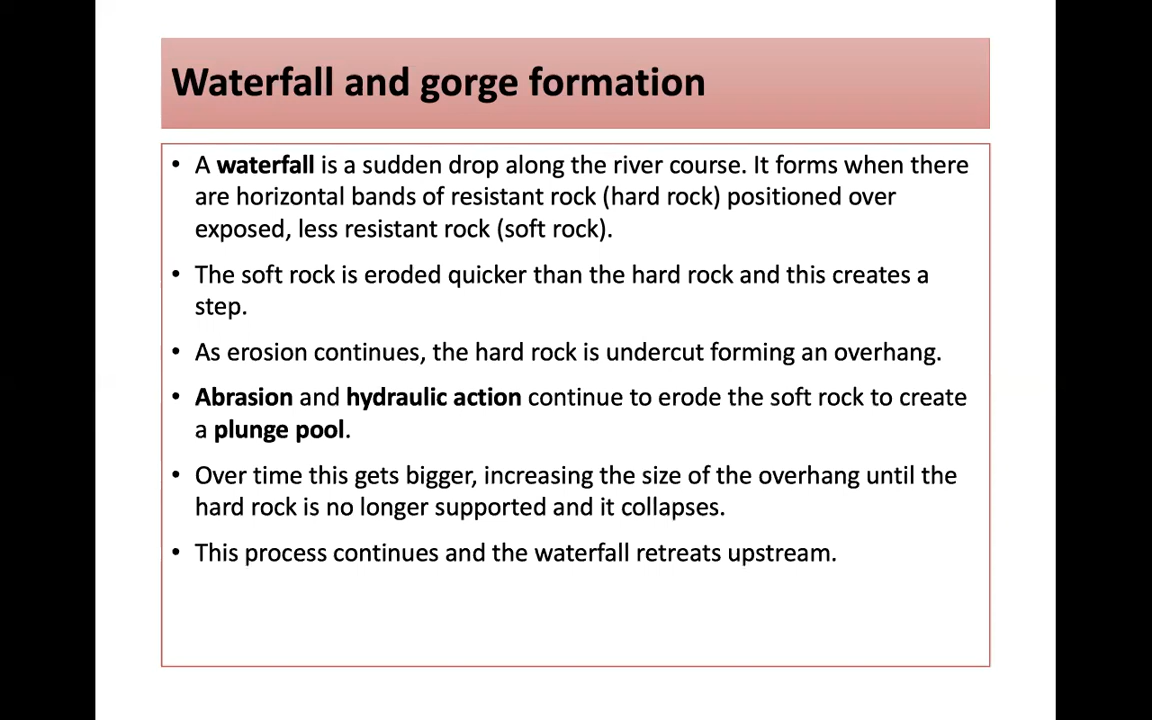 Waterfall and gorge formation
• A waterfall is a sudden drop along the river course. It forms when there
are horizontal bands of resistant rock (hard rock) positioned over
exposed, less resistant rock (soft rock).
• The soft rock is eroded quicker than the hard rock and this creates a
step.
• As erosion continues, the hard rock is undercut forming an overhang.
• Abrasion and hydraulic action continue to erode the soft rock to create
a plunge pool.
• Over time this gets bigger, increasing the size of the overhang until the
hard rock is no longer supported and it collapses.
• This process continues and the waterfall retreats upstream.